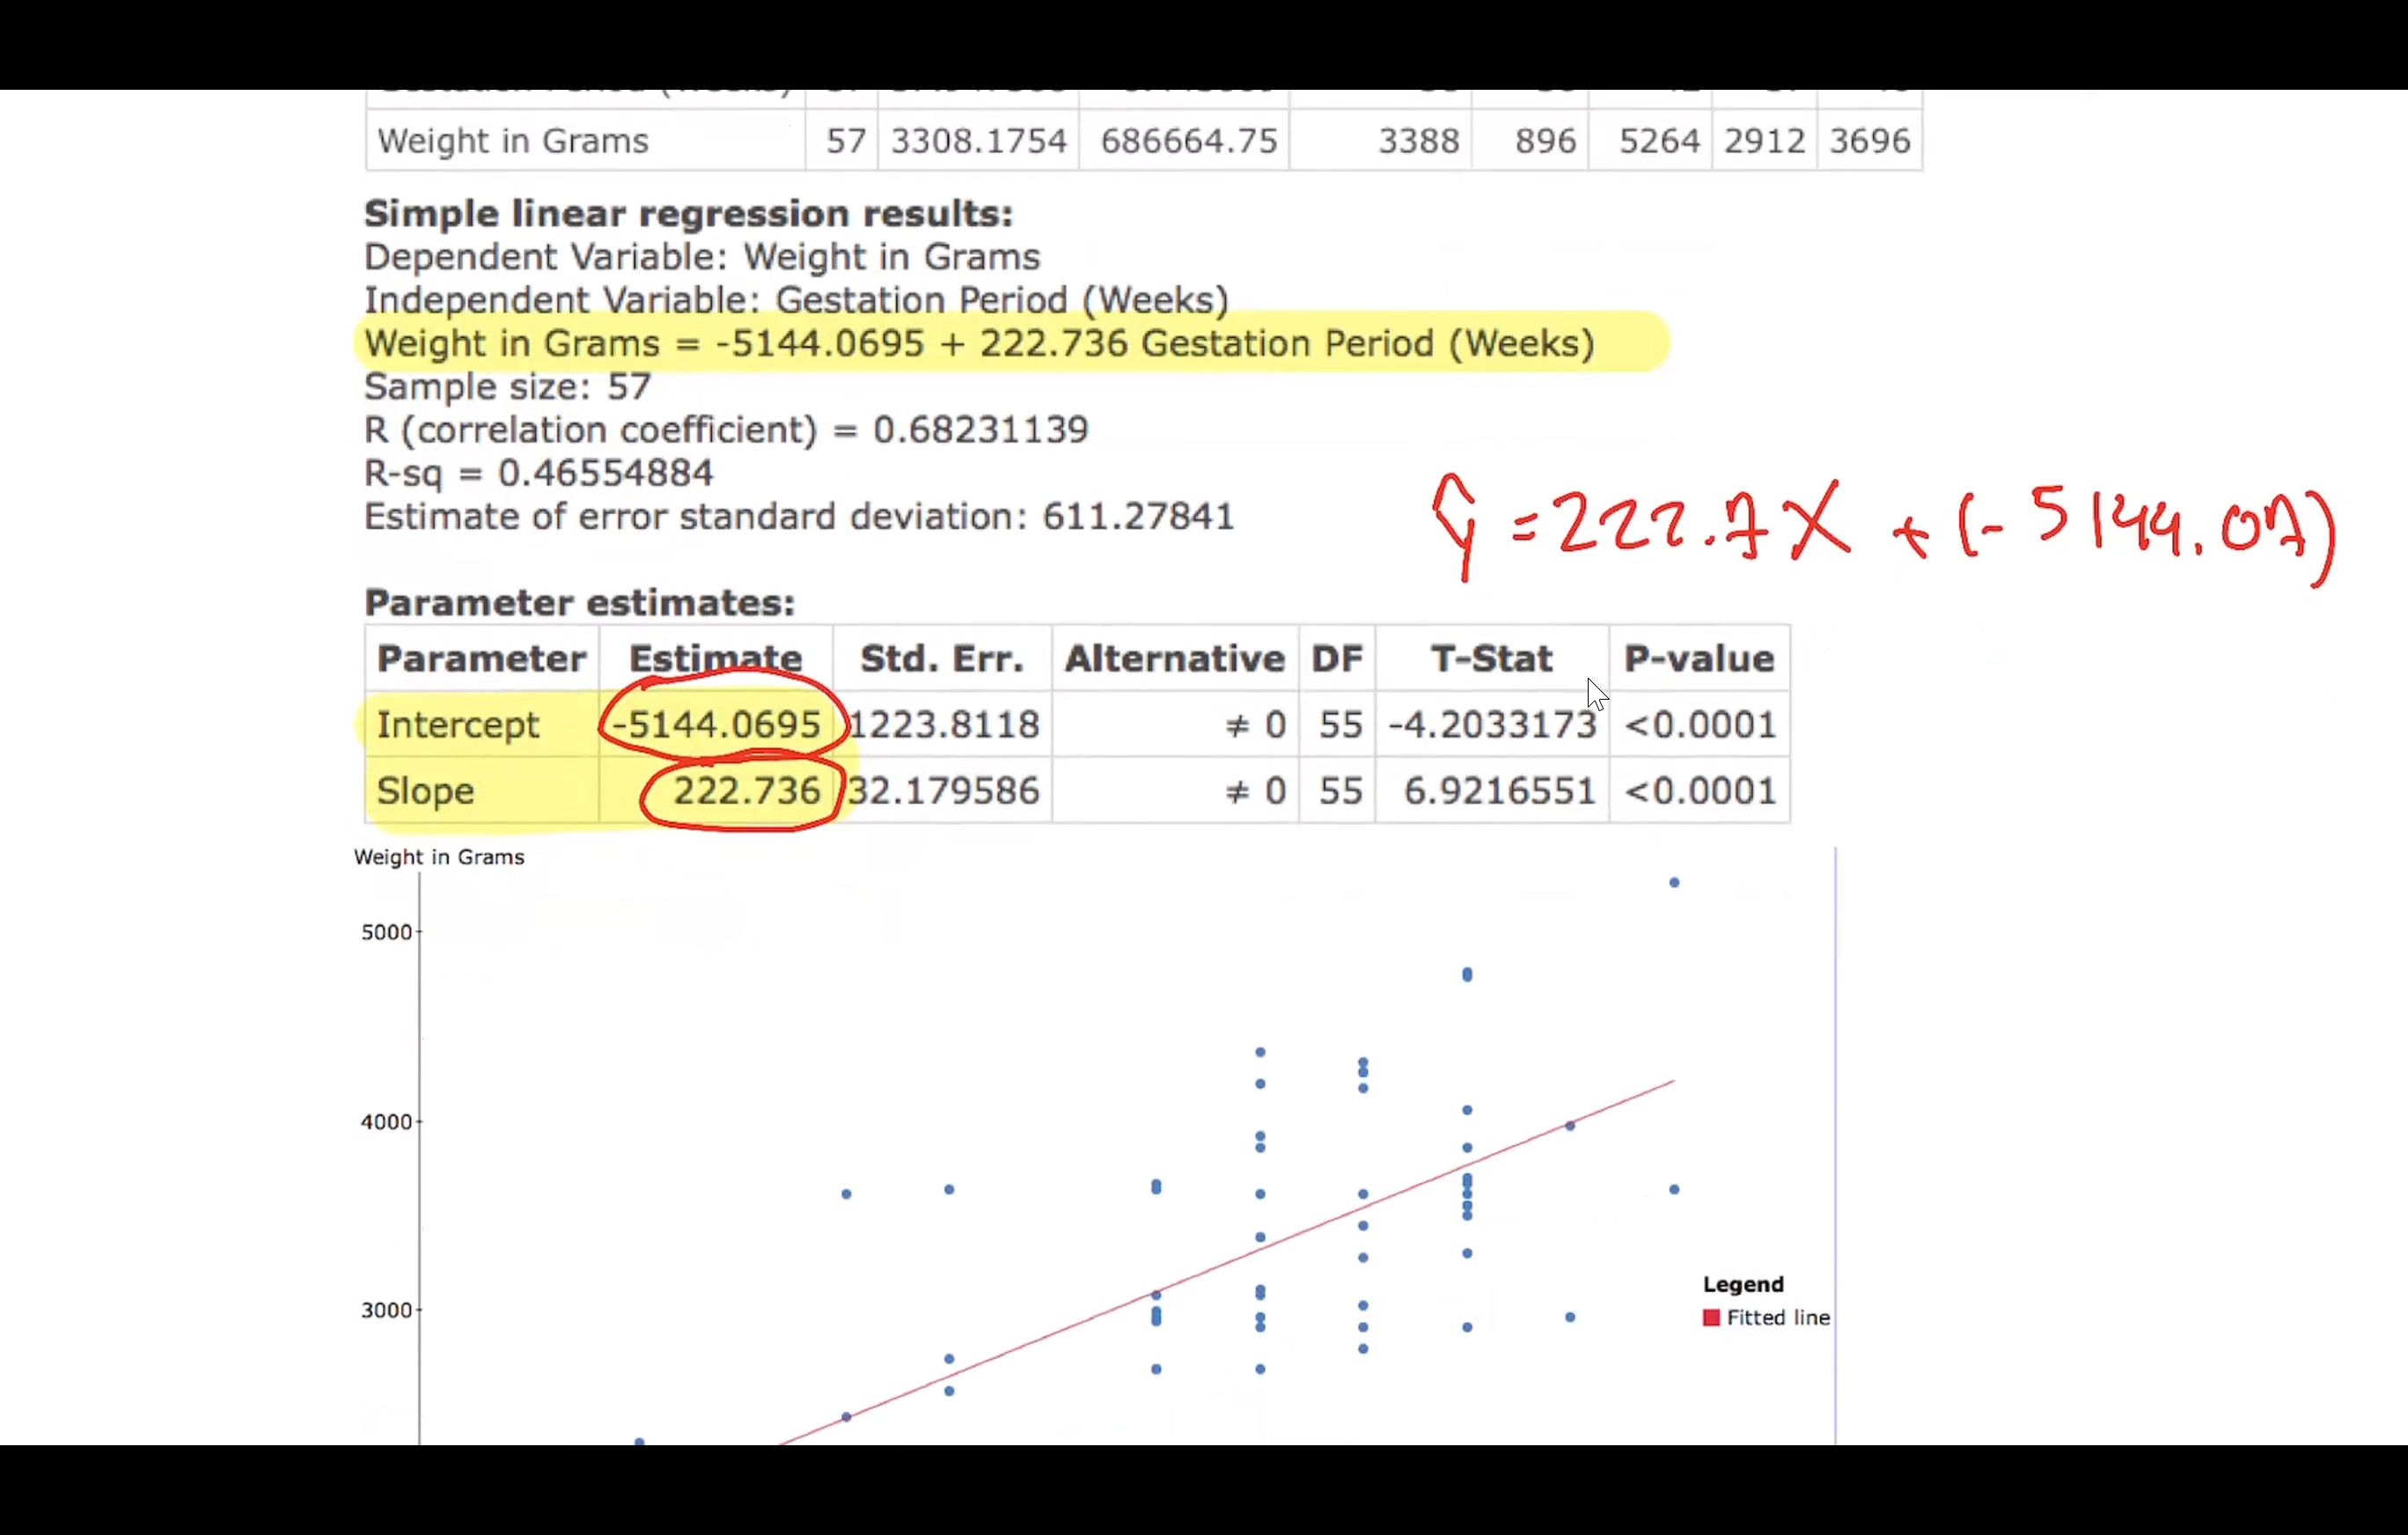 Weight in Grams 57 3308.1754 686664.75 3388 896 5264 2912 3696
Simple linear regression results:
Dependent Variable: Weight in Grams
Independent Variable: Gestation Period (Weeks)
Weight in Grams = -5144.0695 + 222.736 Gestation Period (Weeks)
Sample size: 57
R (correlation coefficient) = 0.68231139
R-sq = 0.46554884
Estimate of error standard deviation: 611.27841
ŷ = 222.7X + (-5144.07)
Parameter estimates:
Parameter Estimate Std. Err. Alternative DF T-Stat P-value
Intercept -5144.0695 1223.8118 ≠ 0 55 -4.2033173 <0.0001
Slope 222.736 32.179586 ≠ 0 55 6.9216551 <0.0001
Weight in Grams
5000
4000
3000
Legend
Fitted line